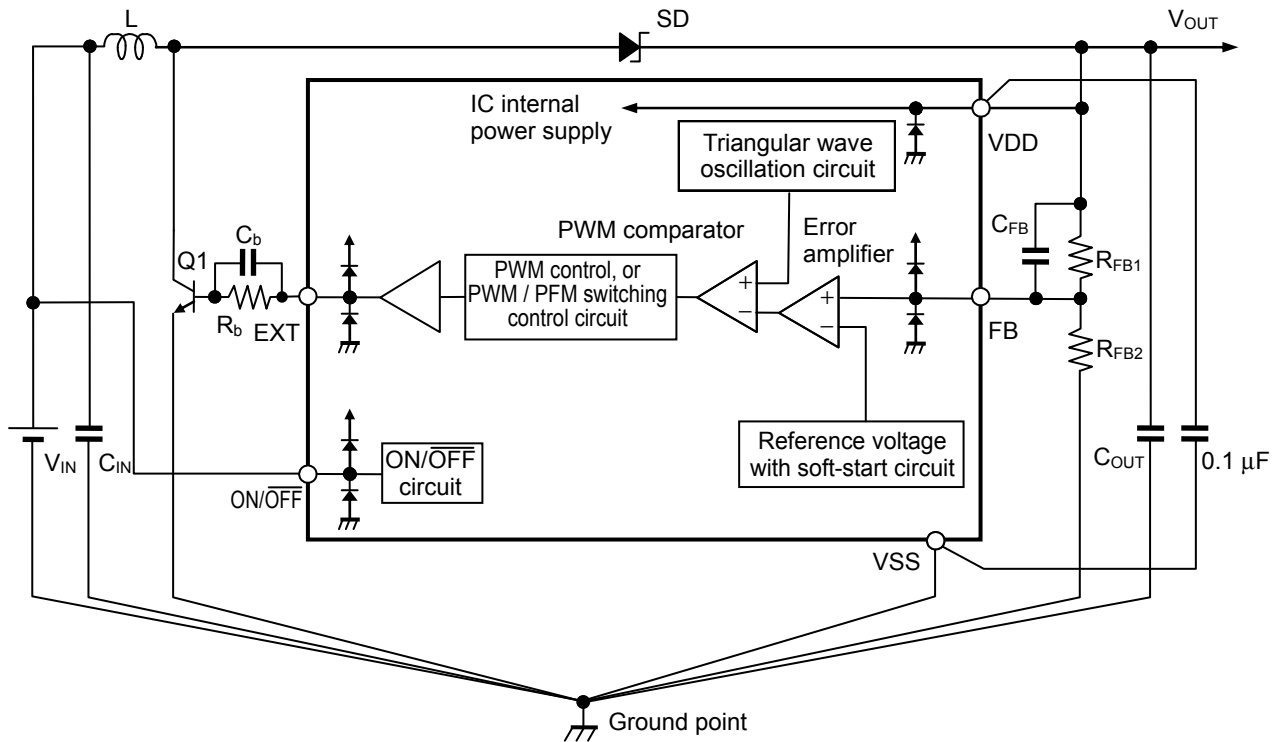 L
SD
VOUT
IC internal
power supply
VDD
Triangular wave
oscillation circuit
CFB
PWM comparator
Error
amplifier
Cb
Q1
PWM control, or
PWM / PFM switching
control circuit
+
−
+
−
RFB1
Rb
EXT
FB
RFB2
Reference voltage
with soft-start circuit
VIN
CIN
ON/OFF
circuit
ON/OFF
COUT
0.1 μF
VSS
Ground point